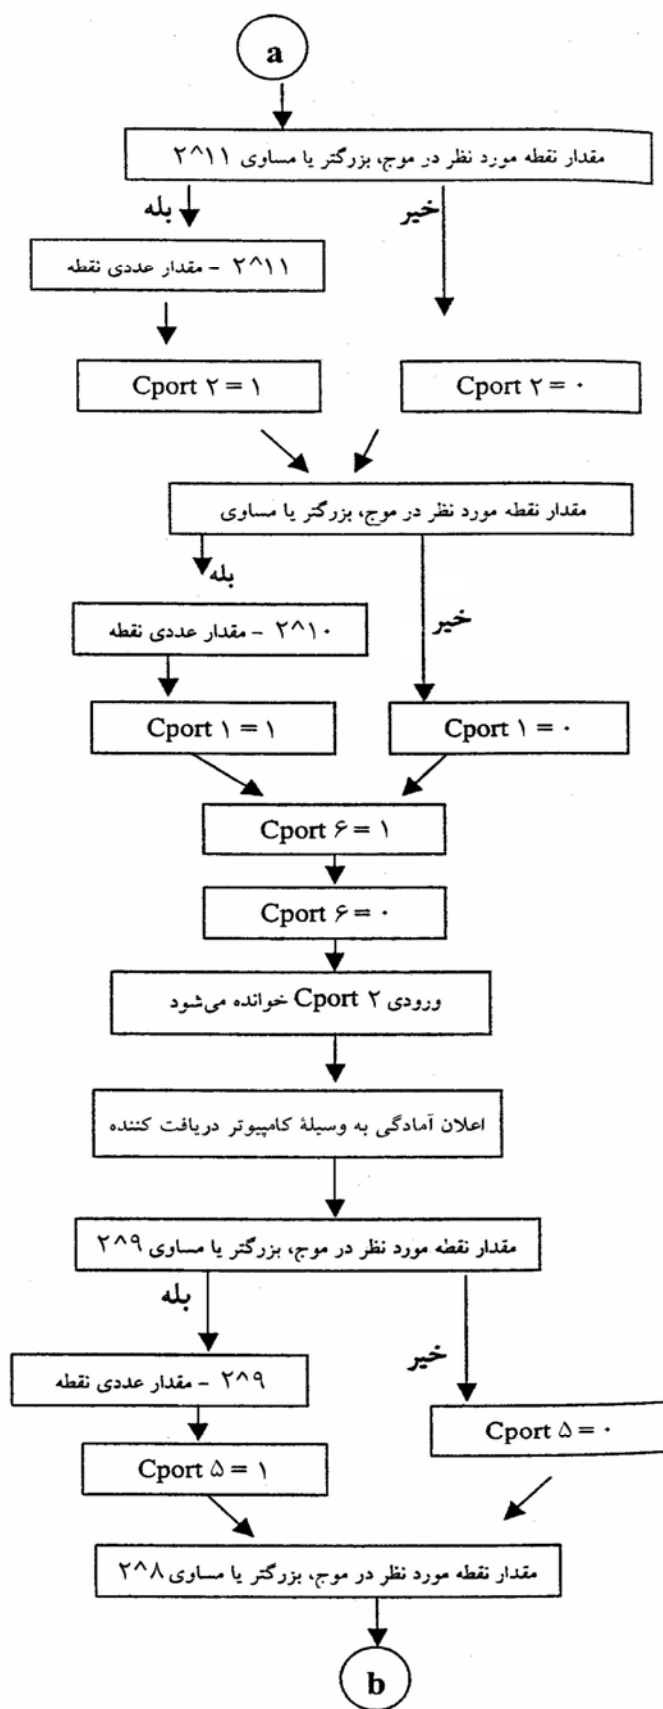 a
مقدار نقطه مورد نظر در موج، بزرگتر یا مساوی ۲^۱۱
بله
خیر
۲^۱۱ - مقدار عددی نقطه
Cport ۲ = ۱
Cport ۲ = ۰
مقدار نقطه مورد نظر در موج، بزرگتر یا مساوی
بله
خیر
۲^۱۰ - مقدار عددی نقطه
Cport ۱ = ۱
Cport ۱ = ۰
Cport ۶ = ۱
Cport ۶ = ۰
ورودی Cport ۲ خوانده می‌شود
اعلان آمادگی به وسیلهٔ کامپیوتر دریافت کننده
مقدار نقطه مورد نظر در موج، بزرگتر یا مساوی ۲^۹
بله
خیر
۲^۹ - مقدار عددی نقطه
Cport ۵ = ۰
Cport ۵ = ۱
مقدار نقطه مورد نظر در موج، بزرگتر یا مساوی ۲^۸
b